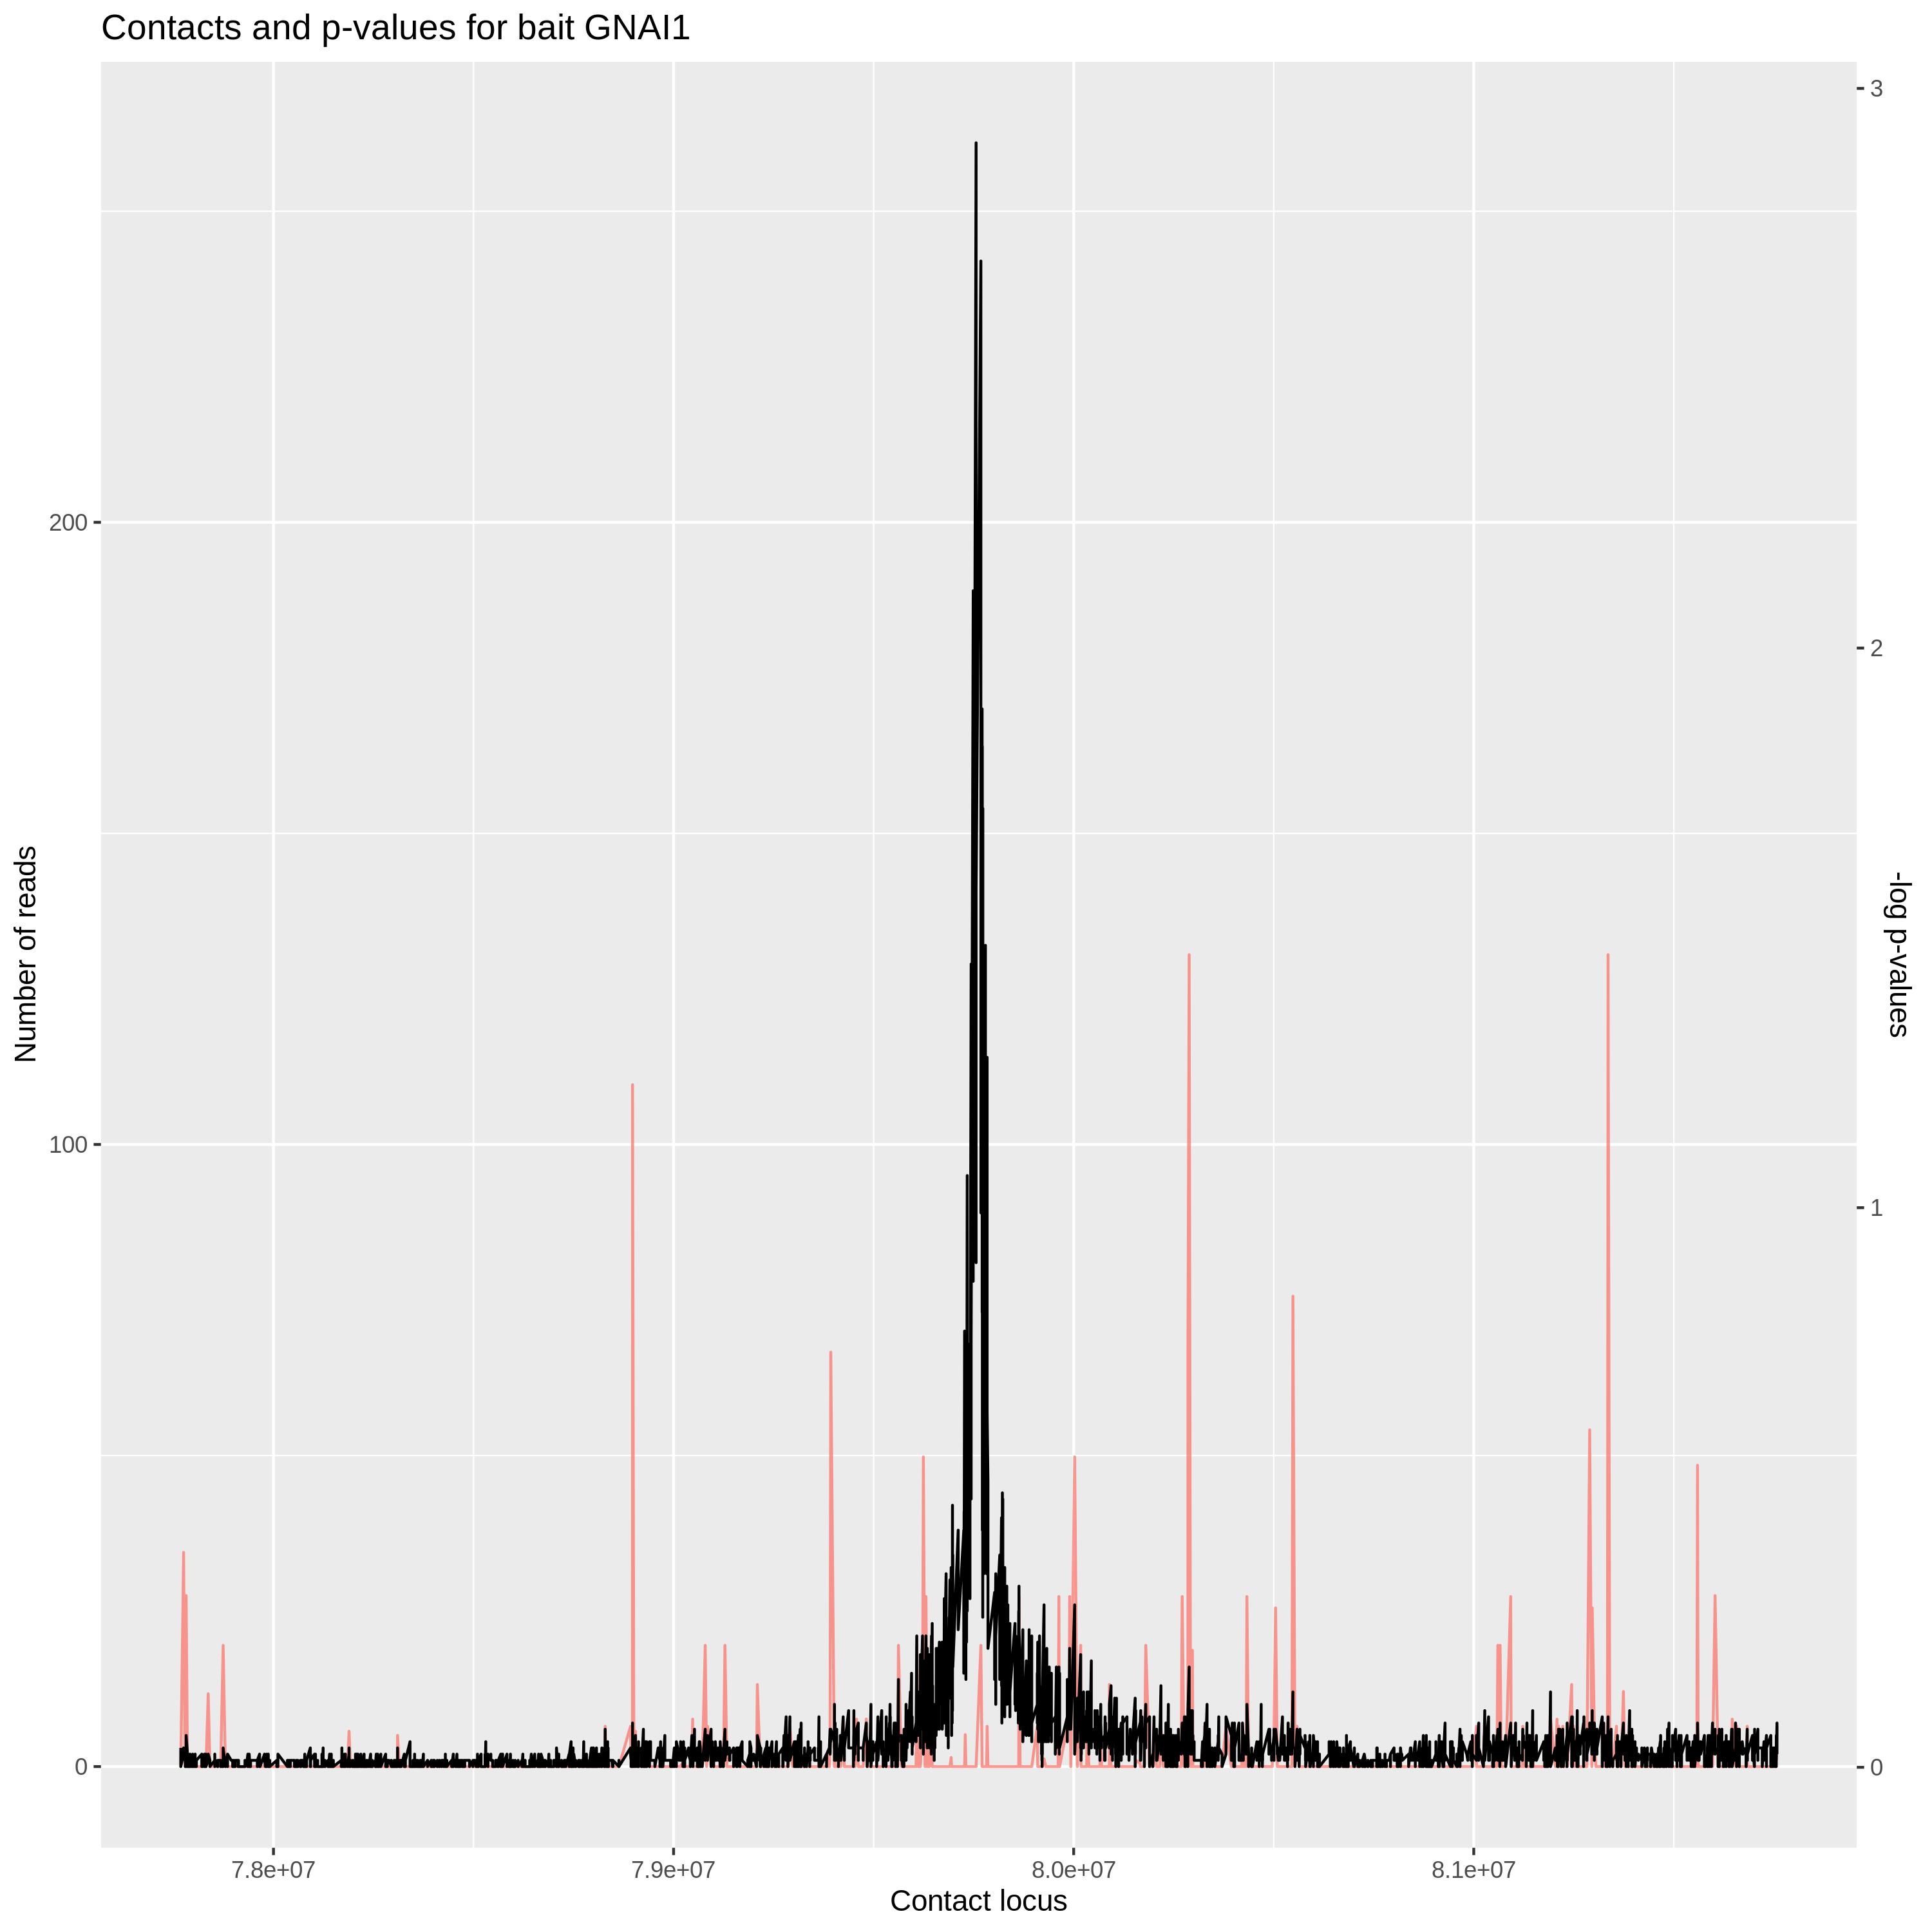 Contacts and p-values for bait GNAI1
Number of reads
200
100
0
3
2
1
0
-log p-values
7.8e+07 7.9e+07 8.0e+07 8.1e+07
Contact locus